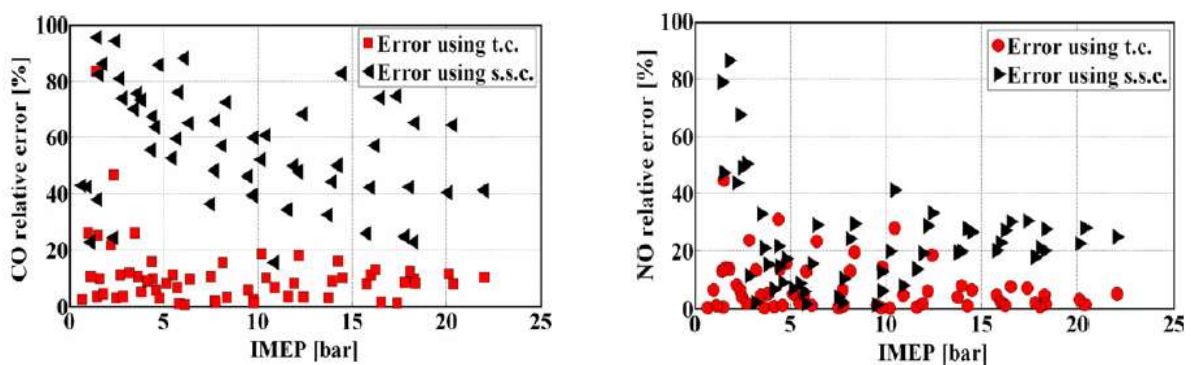 CO relative error [%]
100
80
60
40
20
0
0 5 10 15 20 25
IMEP [bar]
Error using t.c.
Error using s.s.c.
NO relative error [%]
100
80
60
40
20
0
0 5 10 15 20 25
IMEP [bar]
Error using t.c.
Error using s.s.c.